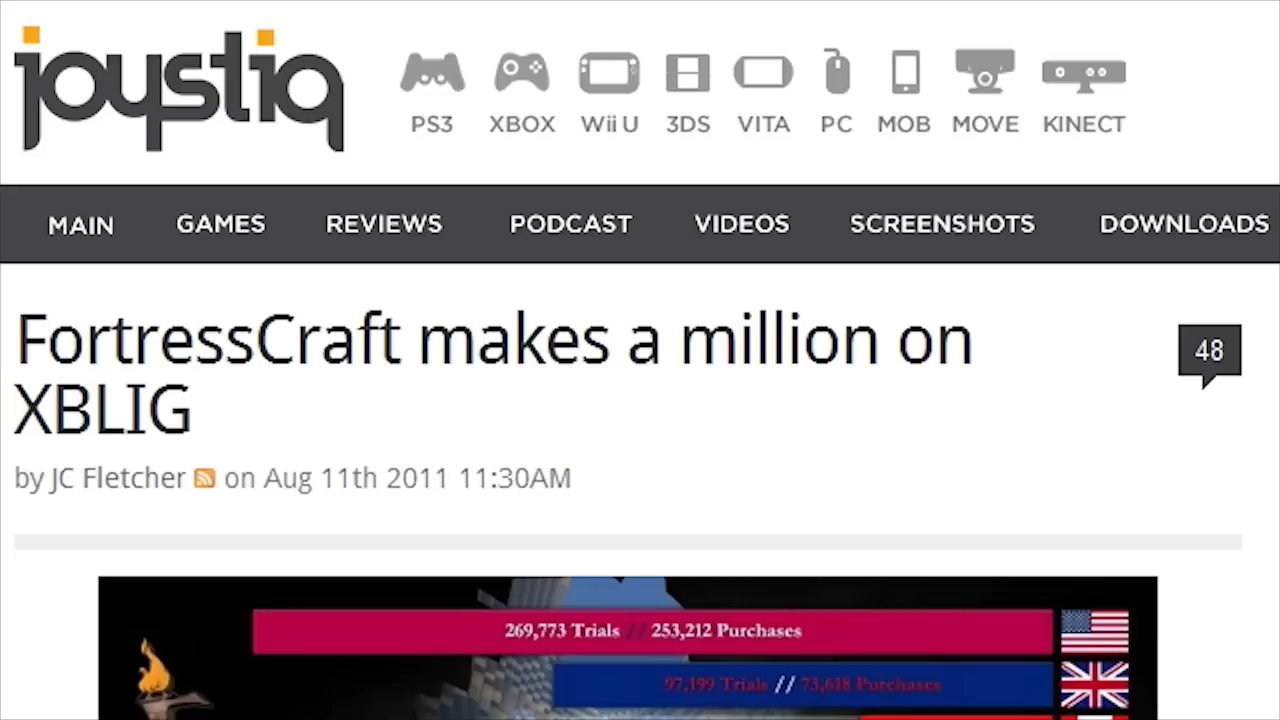 joystiq
PS3 XBOX Wii U 3DS VITA PC MOB MOVE KINECT
MAIN GAMES REVIEWS PODCAST VIDEOS SCREENSHOTS DOWNLOADS
FortressCraft makes a million on
XBLIG
48
by JC Fletcher on Aug 11th 2011 11:30AM
269,773 Trials // 253,212 Purchases
97,199 Trials // 73,618 Purchases